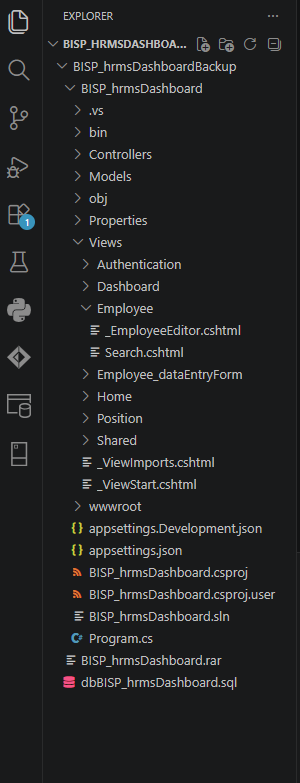 EXPLORER
BISP_HRMSDASHBOA...
BISP_hrmsDashboardBackup
BISP_hrmsDashboard
.vs
bin
Controllers
Models
obj
Properties
Views
Authentication
Dashboard
Employee
_EmployeeEditor.cshtml
Search.cshtml
Employee_dataEntryForm
Home
Position
Shared
_ViewImports.cshtml
_ViewStart.cshtml
wwwroot
appsettings.Development.json
appsettings.json
BISP_hrmsDashboard.csproj
BISP_hrmsDashboard.csproj.user
BISP_hrmsDashboard.sln
Program.cs
BISP_hrmsDashboard.rar
dbBISP_hrmsDashboard.sql
1